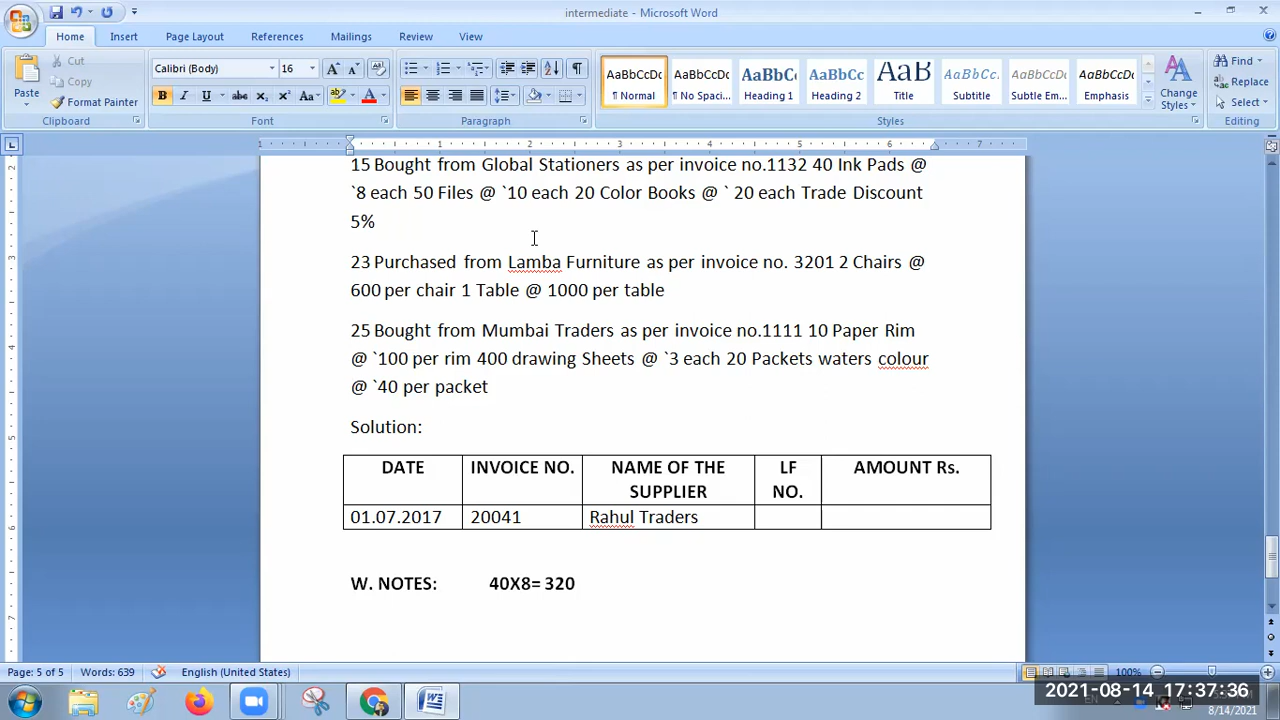 intermediate - Microsoft Word
Home Insert Page Layout References Mailings Review View
Cut
Copy
Paste
Format Painter
Clipboard
Calibri (Body) 16
Font
Paragraph
AaBbCcDc AaBbCcDc AaBbCc AaBbCc AaB AaBbCc. AaBbCcDc AaBbCcDc
¶ Normal ¶ No Spaci... Heading 1 Heading 2 Title Subtitle Subtle Em... Emphasis
Change Styles
Styles
Find
Replace
Select
Editing
15 Bought from Global Stationers as per invoice no.1132 40 Ink Pads @
`8 each 50 Files @ `10 each 20 Color Books @ ` 20 each Trade Discount
5%
23 Purchased from Lamba Furniture as per invoice no. 3201 2 Chairs @
600 per chair 1 Table @ 1000 per table
25 Bought from Mumbai Traders as per invoice no.1111 10 Paper Rim
@ `100 per rim 400 drawing Sheets @ `3 each 20 Packets waters colour
@ `40 per packet
Solution:
DATE INVOICE NO. NAME OF THE SUPPLIER LF NO. AMOUNT Rs.
01.07.2017 20041 Rahul Traders
W. NOTES: 40X8= 320
Page: 5 of 5 Words: 639 English (United States) 100%
2021-08-14 17:37:36
8/14/2021